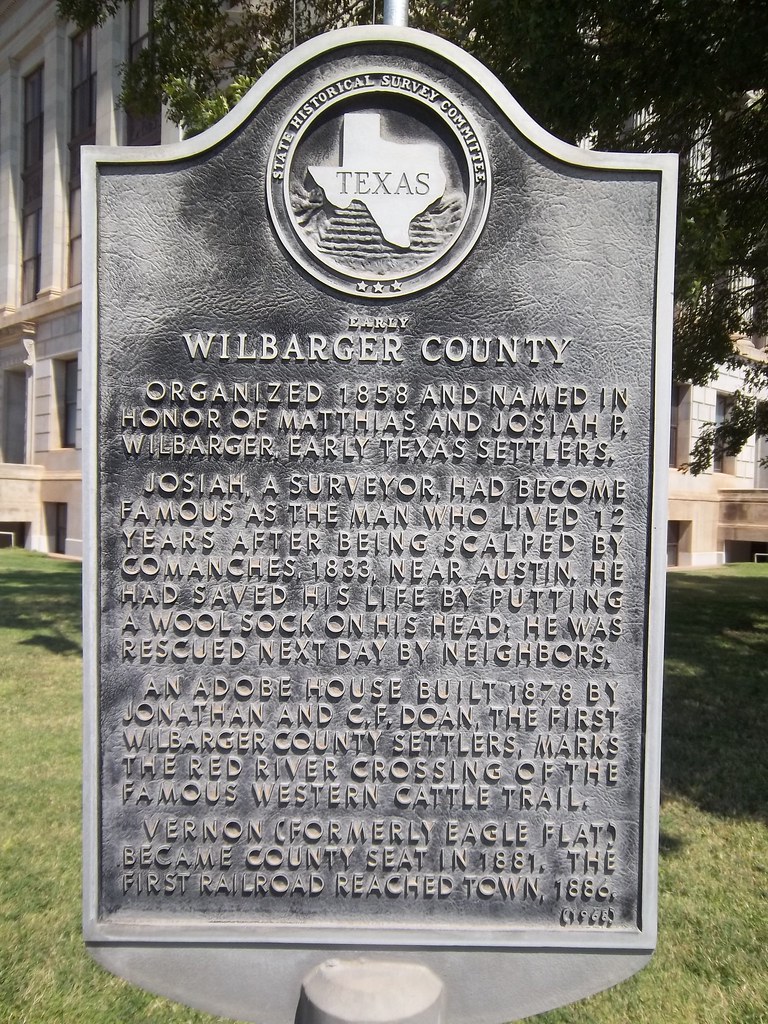 STATE HISTORICAL SURVEY COMMITTEE
TEXAS
EARLY
WILBARGER COUNTY
ORGANIZED 1858 AND NAMED IN
HONOR OF MATTHIAS AND JOSIAH P.
WILBARGER, EARLY TEXAS SETTLERS.
JOSIAH, A SURVEYOR, HAD BECOME
FAMOUS AS THE MAN WHO LIVED 12
YEARS AFTER BEING SCALPED BY
COMANCHES, 1833, NEAR AUSTIN. HE
HAD SAVED HIS LIFE BY PUTTING
A WOOL SOCK ON HIS HEAD; HE WAS
RESCUED NEXT DAY BY NEIGHBORS.
AN ADOBE HOUSE BUILT 1878 BY
JONATHAN AND C.F. DOAN, THE FIRST
WILBARGER COUNTY SETTLERS, MARKS
THE RED RIVER CROSSING OF THE
FAMOUS WESTERN CATTLE TRAIL.
VERNON (FORMERLY EAGLE FLAT)
BECAME COUNTY SEAT IN 1881. THE
FIRST RAILROAD REACHED TOWN, 1886.
(1968)